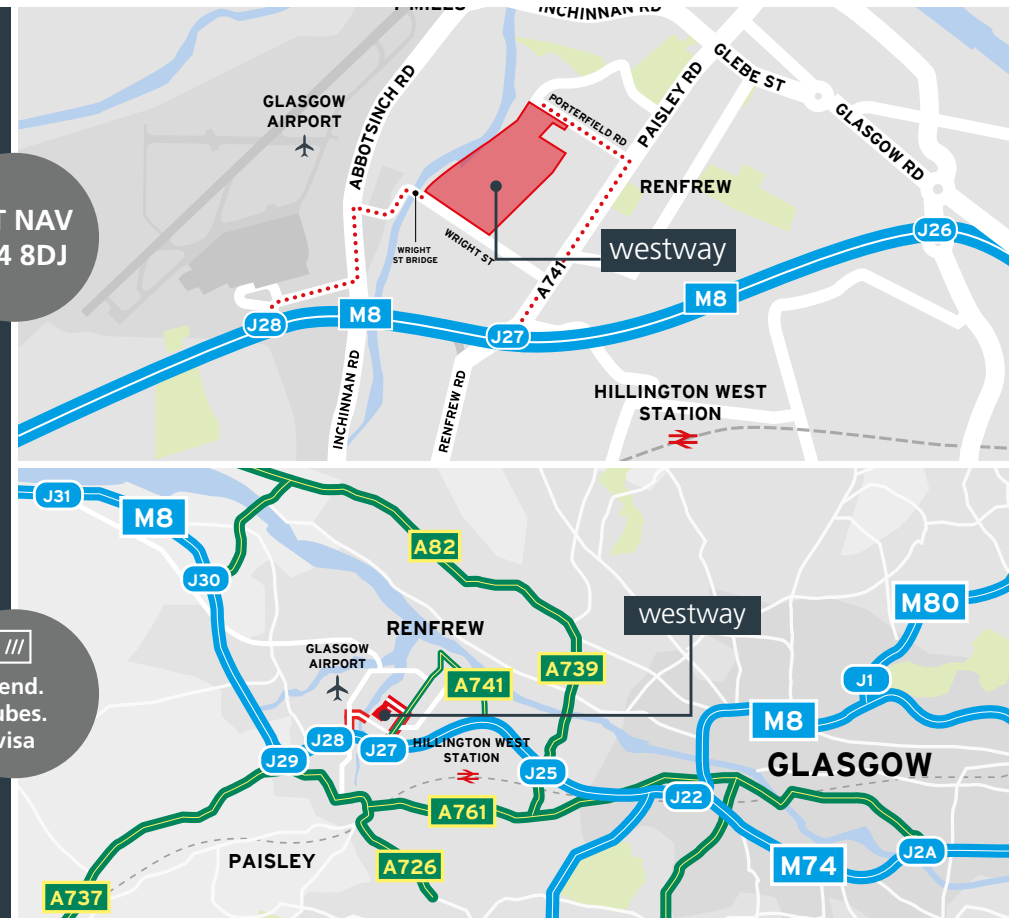 INCHINNAN RD
GLASGOW
AIRPORT
ABBOTSINCH RD
PORTERFIELD RD
PAISLEY RD
GLEBE ST
GLASGOW RD
RENFREW
T NAV
4 8DJ
WRIGHT
ST BRIDGE
WRIGHT ST
westway
A741
J26
M8
M8
J28
J27
INCHINNAN RD
RENFREW RD
HILLINGTON WEST
STATION
J31
M8
A82
J30
M80
westway
RENFREW
GLASGOW
AIRPORT
A739
A741
J1
end.
ubes.
visa
M8
J28
J27
HILLINGTON WEST
STATION
J29
J25
GLASGOW
J22
A761
PAISLEY
A726
M74
J2A
A737